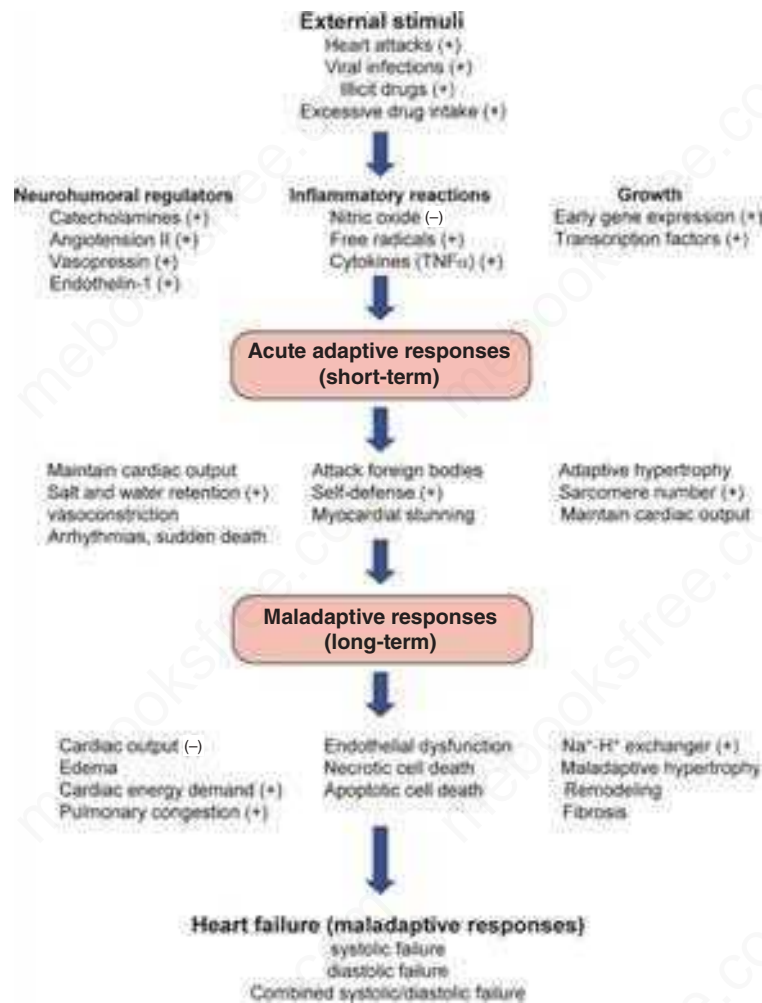 External stimuli
Heart attacks (+)
Viral infections (+)
Illicit drugs (+)
Excessive drug intake (+)
Neurohumoral regulators
Catecholamines (+)
Angiotension II (+)
Vasopressin (+)
Endothelin-1 (+)
Inflammatory reactions
Nitric oxide (–)
Free radicals (+)
Cytokines (TNFα) (+)
Growth
Early gene expression (+)
Transcription factors (+)
Acute adaptive responses
(short-term)
Maintain cardiac output
Salt and water retention (+)
vasoconstriction
Arrhythmias, sudden death
Attack foreign bodies
Self-defense (+)
Myocardial stunning
Adaptive hypertrophy
Sarcomere number (+)
Maintain cardiac output
Maladaptive responses
(long-term)
Cardiac output (–)
Edema
Cardiac energy demand (+)
Pulmonary congestion (+)
Endothelial dysfunction
Necrotic cell death
Apoptotic cell death
Na⁺-H⁺ exchanger (+)
Maladaptive hypertrophy
Remodeling
Fibrosis
Heart failure (maladaptive responses)
systolic failure
diastolic failure
Combined systolic/diastolic failure